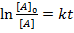 ln [A]₀/[A] = kt